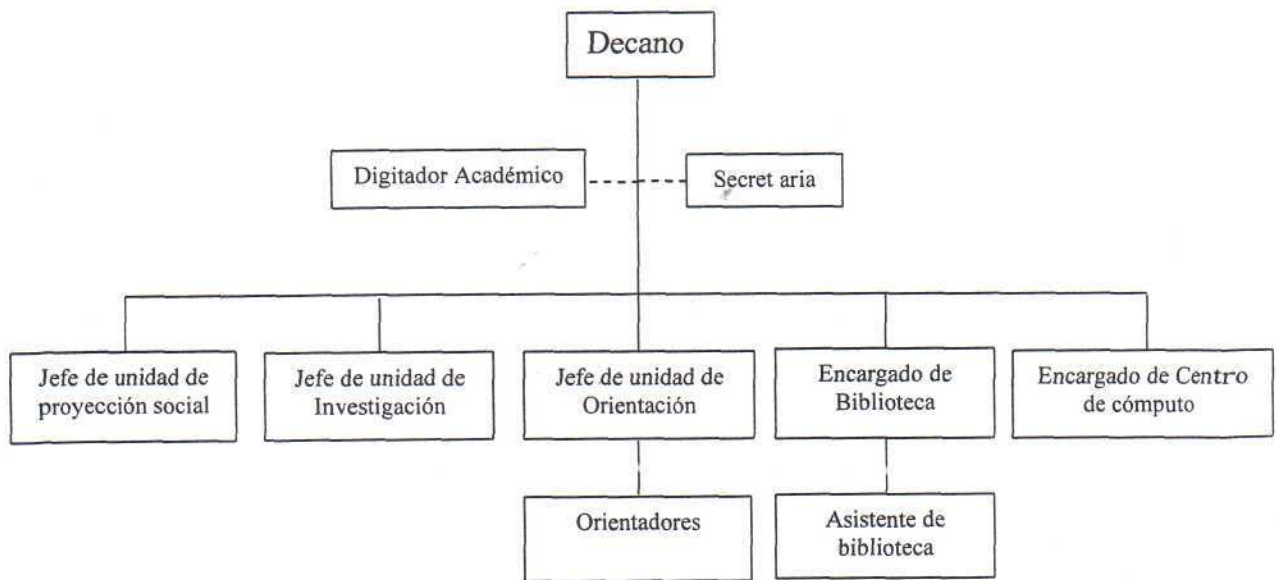 Decano
Digitador Académico
Secret aria
Jefe de unidad de
proyección social
Jefe de unidad de
Investigación
Jefe de unidad de
Orientación
Encargado de
Biblioteca
Encargado de Centro
de cómputo
Orientadores
Asistente de
biblioteca